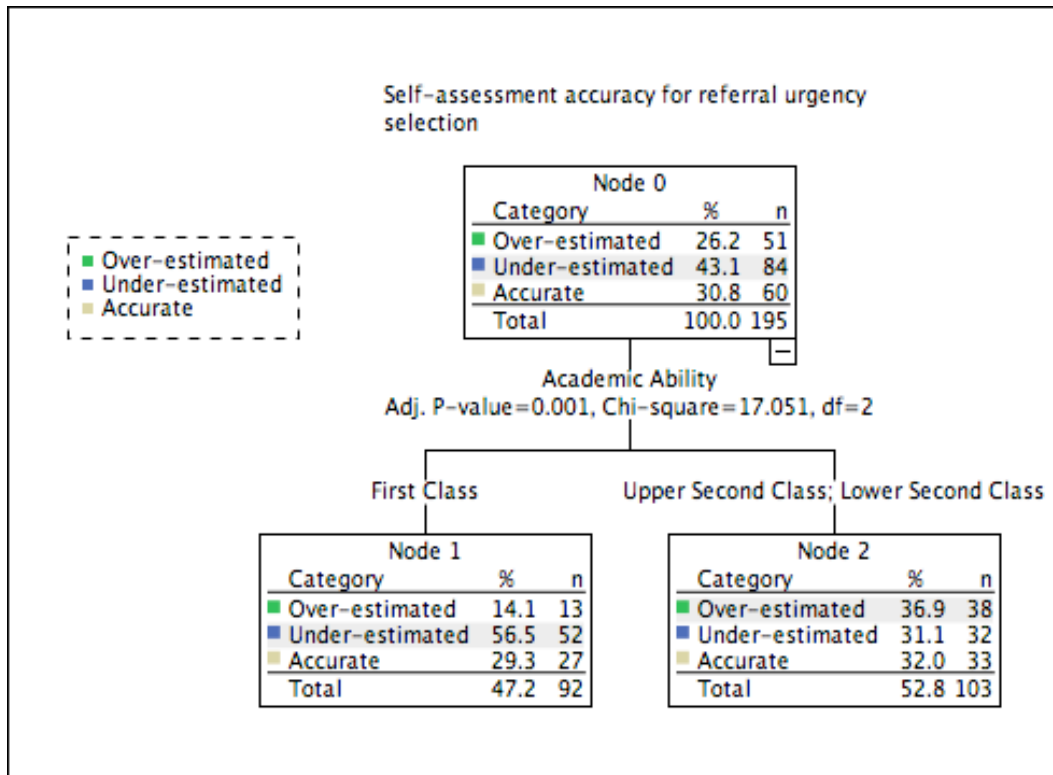 Self-assessment accuracy for referral urgency
selection
Node 0
Category % n
Over-estimated 26.2 51
Under-estimated 43.1 84
Accurate 30.8 60
Total 100.0 195
Over-estimated
Under-estimated
Accurate
Academic Ability
Adj. P-value=0.001, Chi-square=17.051, df=2
First Class
Upper Second Class; Lower Second Class
Node 1
Category % n
Over-estimated 14.1 13
Under-estimated 56.5 52
Accurate 29.3 27
Total 47.2 92
Node 2
Category % n
Over-estimated 36.9 38
Under-estimated 31.1 32
Accurate 32.0 33
Total 52.8 103